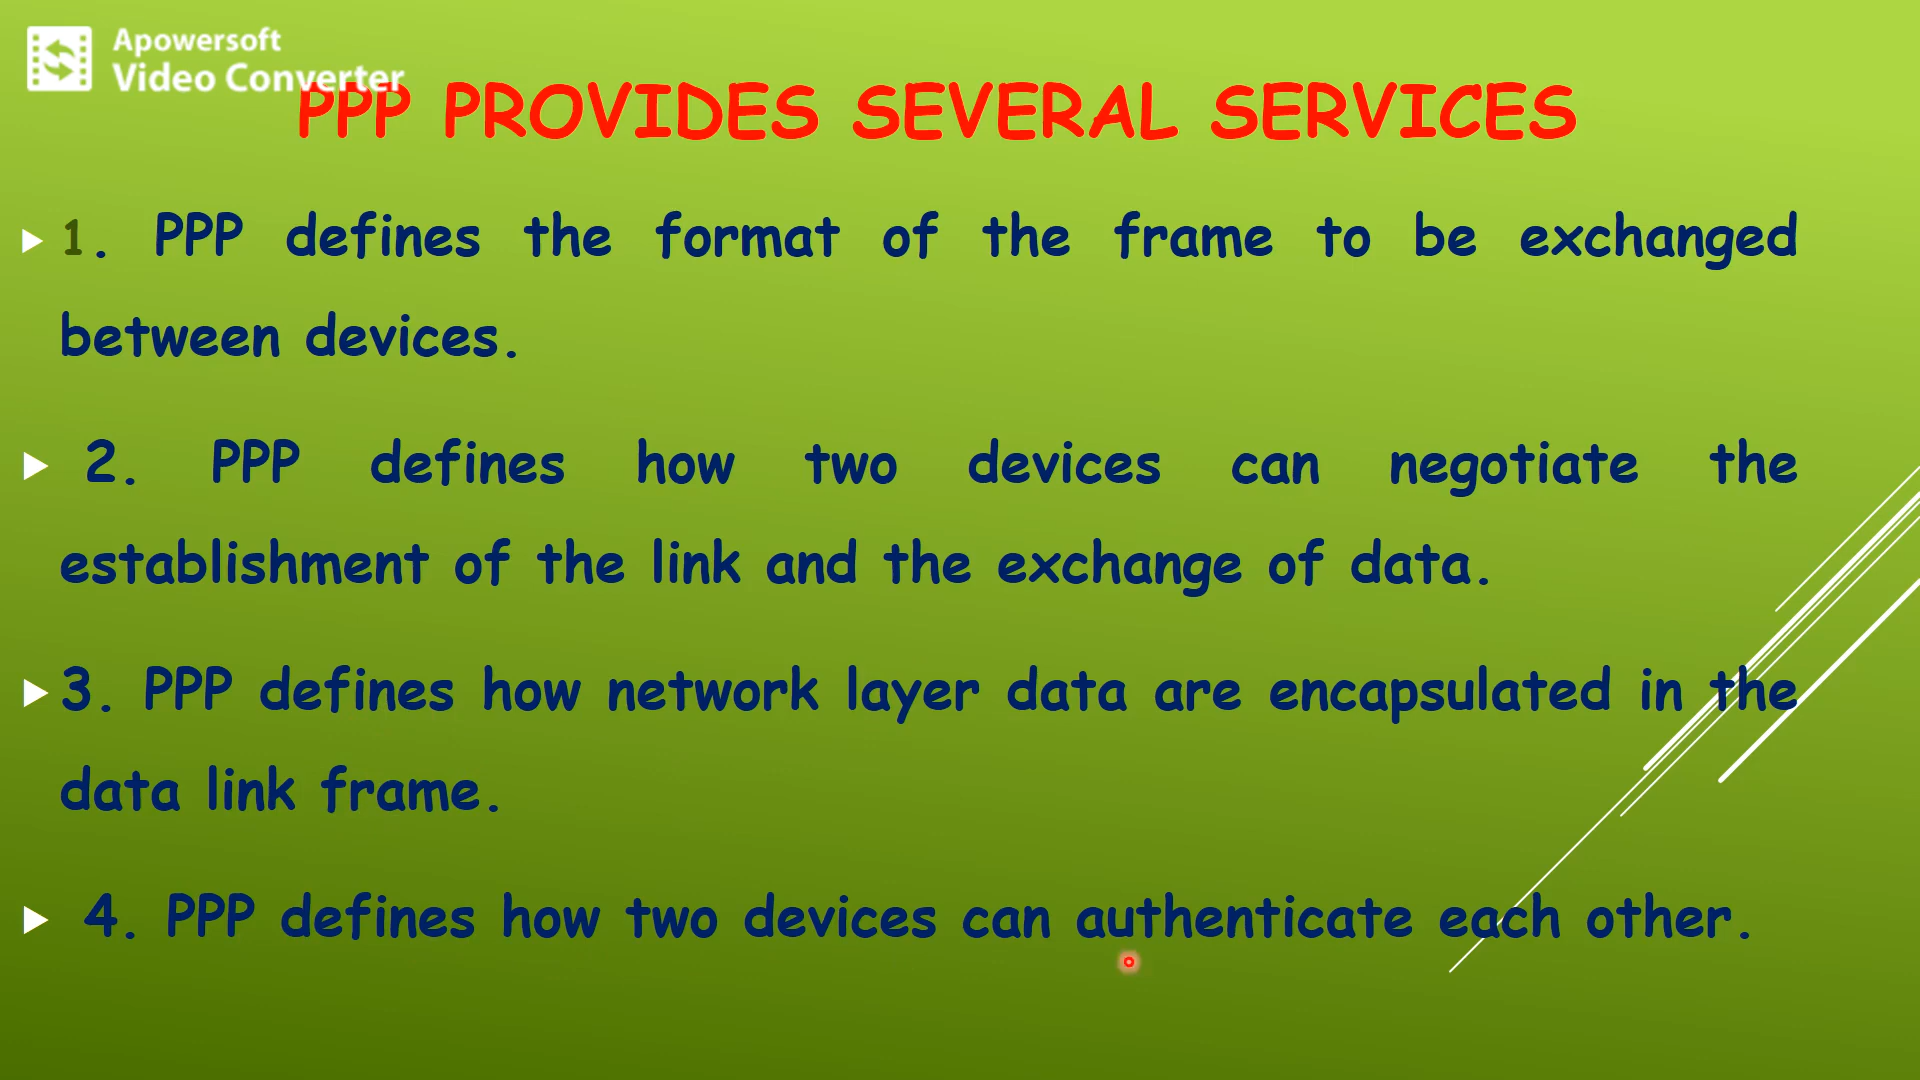 Apowersoft
Video Converter
PPP PROVIDES SEVERAL SERVICES
1. PPP defines the format of the frame to be exchanged
between devices.
2. PPP defines how two devices can negotiate the
establishment of the link and the exchange of data.
3. PPP defines how network layer data are encapsulated in the
data link frame.
4. PPP defines how two devices can authenticate each other.